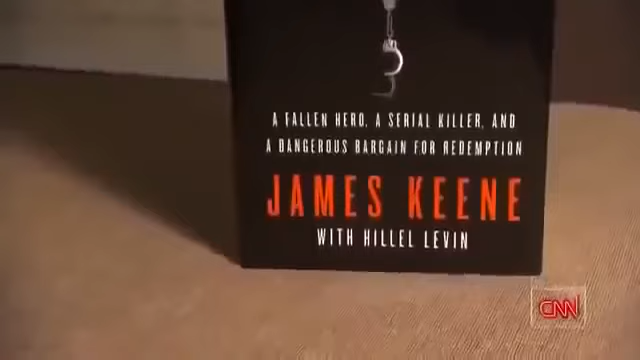 A FALLEN HERO, A SERIAL KILLER, AND
A DANGEROUS BARGAIN FOR REDEMPTION
JAMES KEENE
WITH HILLEL LEVIN
CNN